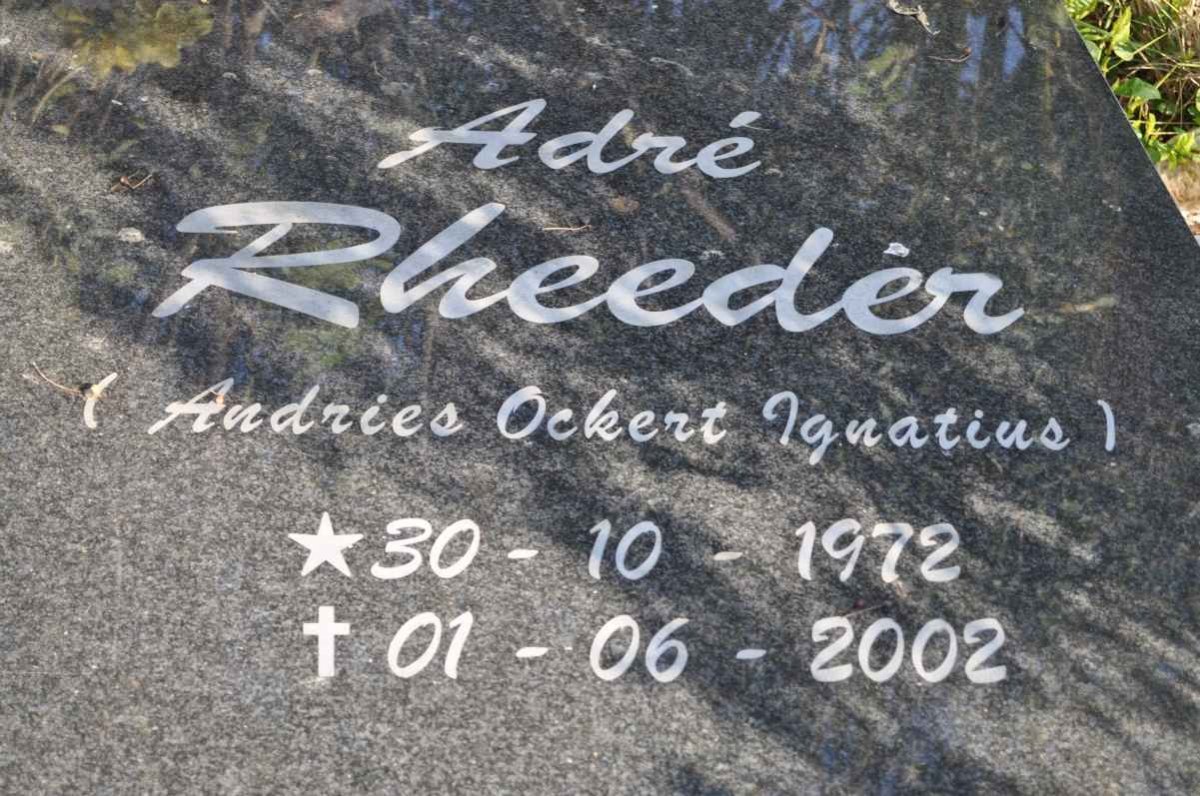 Adré
Rheeder
( Andries Ockert Ignatius )
★ 30 - 10 - 1972
✝ 01 - 06 - 2002